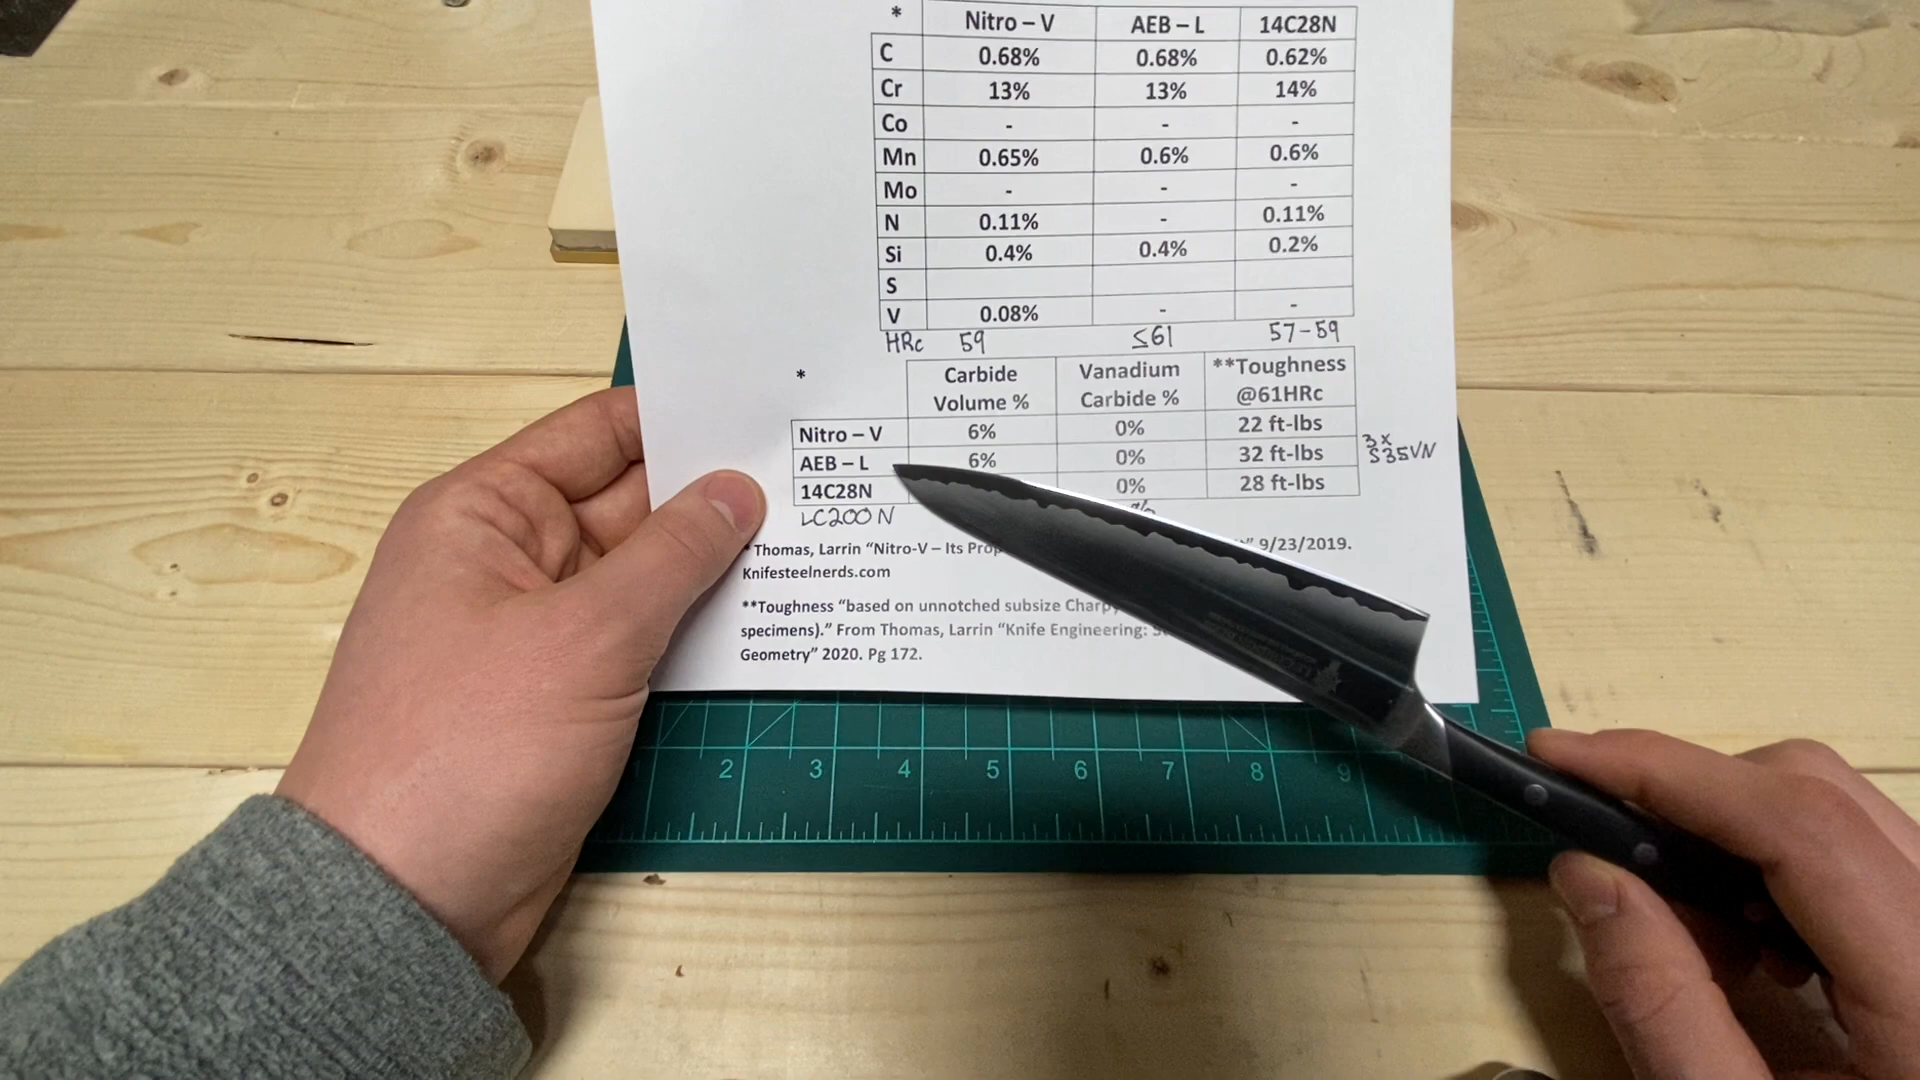 * Nitro – V AEB – L 14C28N
C 0.68% 0.68% 0.62%
Cr 13% 13% 14%
Co - - -
Mn 0.65% 0.6% 0.6%
Mo - - -
N 0.11% - 0.11%
Si 0.4% 0.4% 0.2%
S
V 0.08% - -
HRc 59 ≤61 57-59
* Carbide Vanadium **Toughness
Volume % Carbide % @61HRc
Nitro – V 6% 0% 22 ft-lbs
AEB – L 6% 0% 32 ft-lbs
3x
S35VN
14C28N 0% 28 ft-lbs
LC200N %
* Thomas, Larrin “Nitro-V – Its ” 9/23/2019.
Knifesteelnerds.com
**Toughness “based on unnotched subsize
specimens).” From Thomas, Larrin “Knife Engineering:
Geometry” 2020. Pg 172.
1 2 3 4 5 6 7 8 9